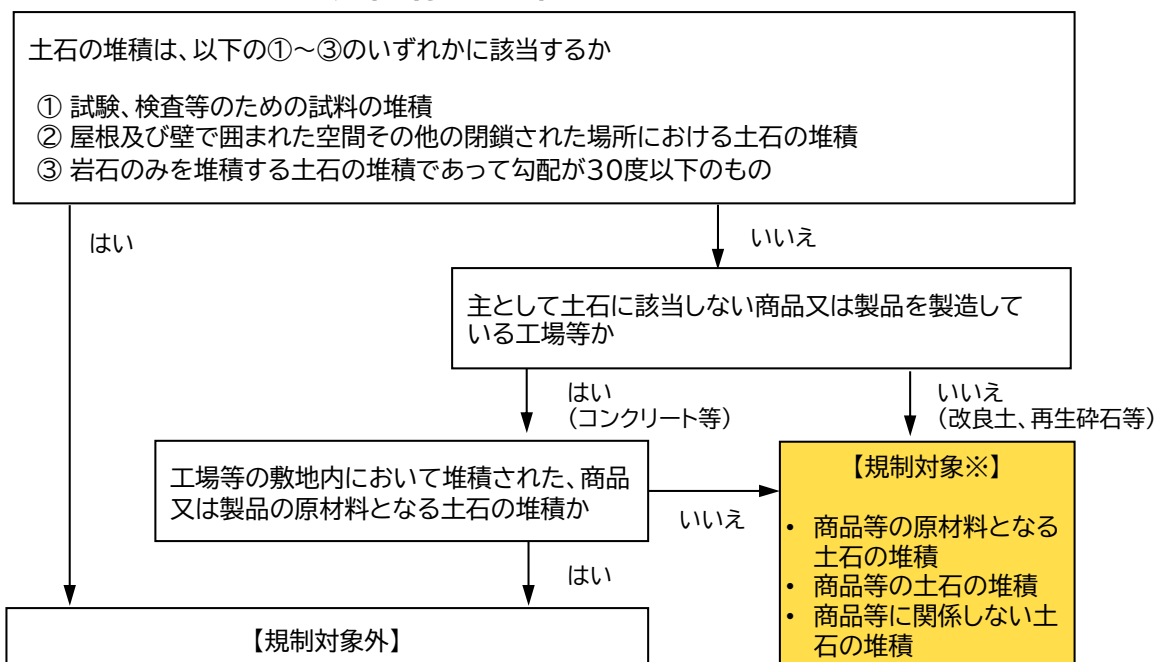 土石の堆積は、以下の①～③のいずれかに該当するか
① 試験、検査等のための試料の堆積
② 屋根及び壁で囲まれた空間その他の閉鎖された場所における土石の堆積
③ 岩石のみを堆積する土石の堆積であって勾配が30度以下のもの
はい
いいえ
主として土石に該当しない商品又は製品を製造して
いる工場等か
はい
（コンクリート等）
いいえ
（改良土、再生砕石等）
工場等の敷地内において堆積された、商品
又は製品の原材料となる土石の堆積か
いいえ
はい
【規制対象※】
• 商品等の原材料となる
土石の堆積
• 商品等の土石の堆積
• 商品等に関係しない土
石の堆積
【規制対象外】